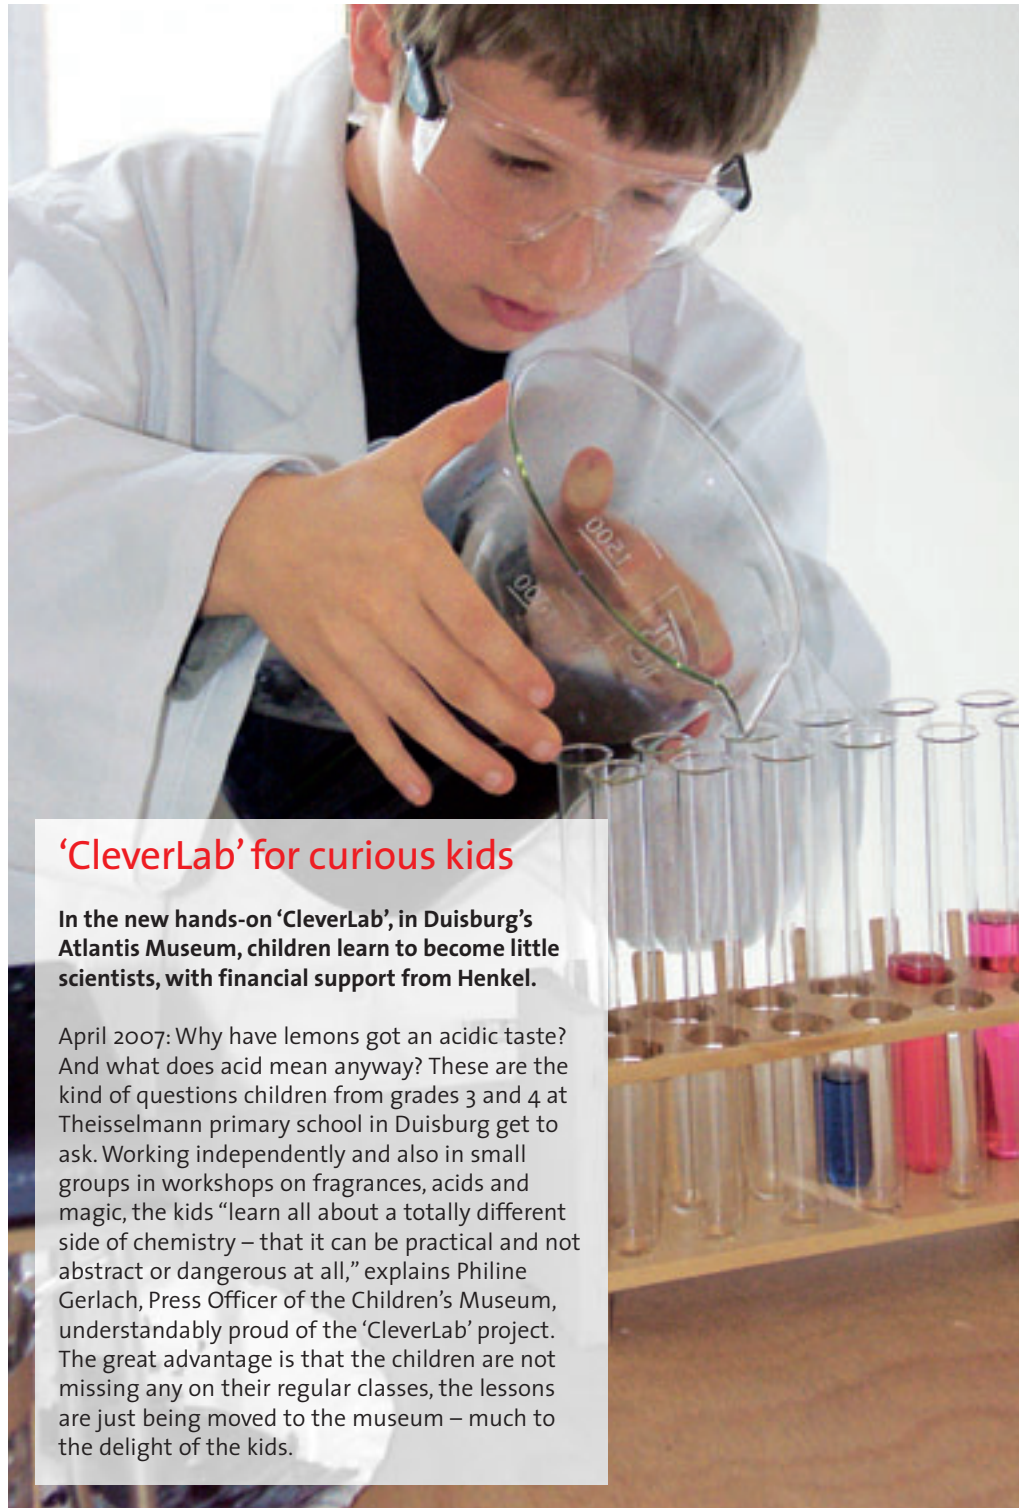 ‘CleverLab’ for curious kids
In the new hands-on ‘CleverLab’, in Duisburg’s
Atlantis Museum, children learn to become little
scientists, with financial support from Henkel.
April 2007: Why have lemons got an acidic taste?
And what does acid mean anyway? These are the
kind of questions children from grades 3 and 4 at
Theisselmann primary school in Duisburg get to
ask. Working independently and also in small
groups in workshops on fragrances, acids and
magic, the kids “learn all about a totally different
side of chemistry – that it can be practical and not
abstract or dangerous at all,” explains Philine
Gerlach, Press Officer of the Children’s Museum,
understandably proud of the ‘CleverLab’ project.
The great advantage is that the children are not
missing any on their regular classes, the lessons
are just being moved to the museum – much to
the delight of the kids.
1500